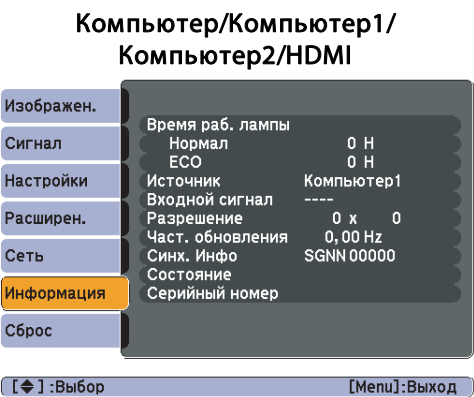 Компьютер/Компьютер1/
Компьютер2/HDMI
Изображен.
Сигнал
Настройки
Расширен.
Сеть
Информация
Сброс
Время раб. лампы
Нормал 0 H
ECO 0 H
Источник Компьютер1
Входной сигнал ----
Разрешение 0 x 0
Част. обновления 0,00 Hz
Синх. Инфо SGNN 00000
Состояние
Серийный номер
[◆] :Выбор [Menu]:Выход